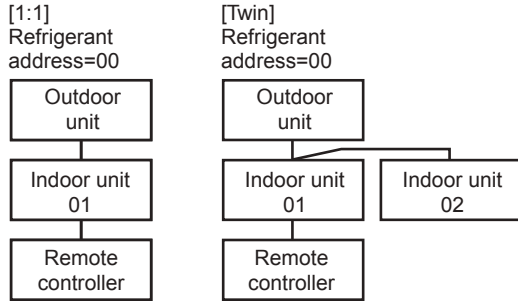 [1:1]
Refrigerant
address=00
Outdoor
unit
Indoor unit
01
Remote
controller
[Twin]
Refrigerant
address=00
Outdoor
unit
Indoor unit
01
Indoor unit
02
Remote
controller